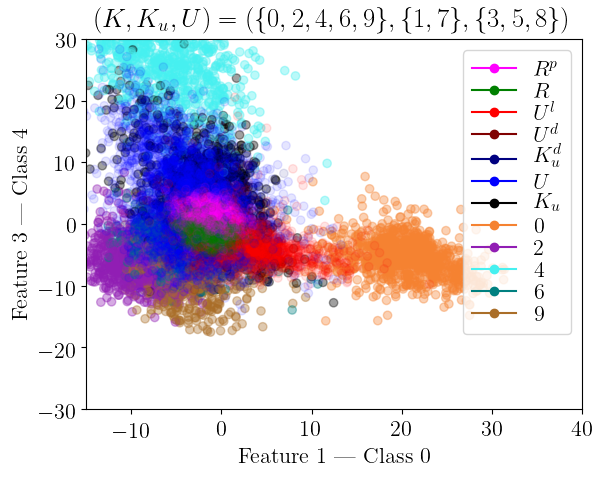 (K, K_u, U) = ({0, 2, 4, 6, 9}, {1, 7}, {3, 5, 8})
Feature 3 — Class 4
30
20
10
0
−10
−20
−30
−10
0
10
20
30
40
Feature 1 — Class 0
R^p
R
U^l
U^d
K_u^d
U
K_u
0
2
4
6
9